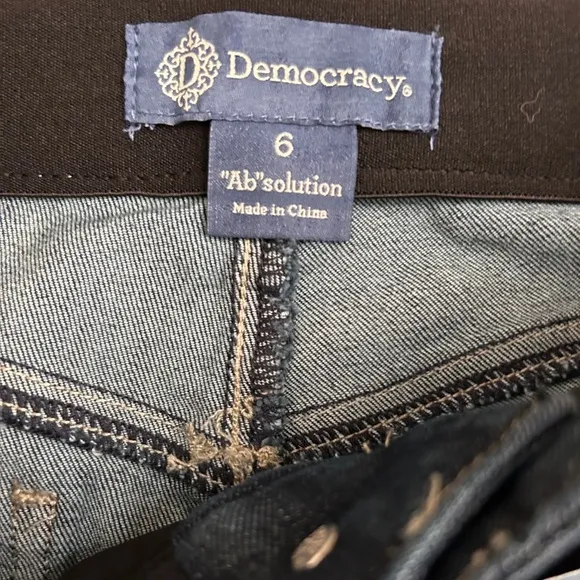 D Democracy®
6
"Ab"solution
Made in China